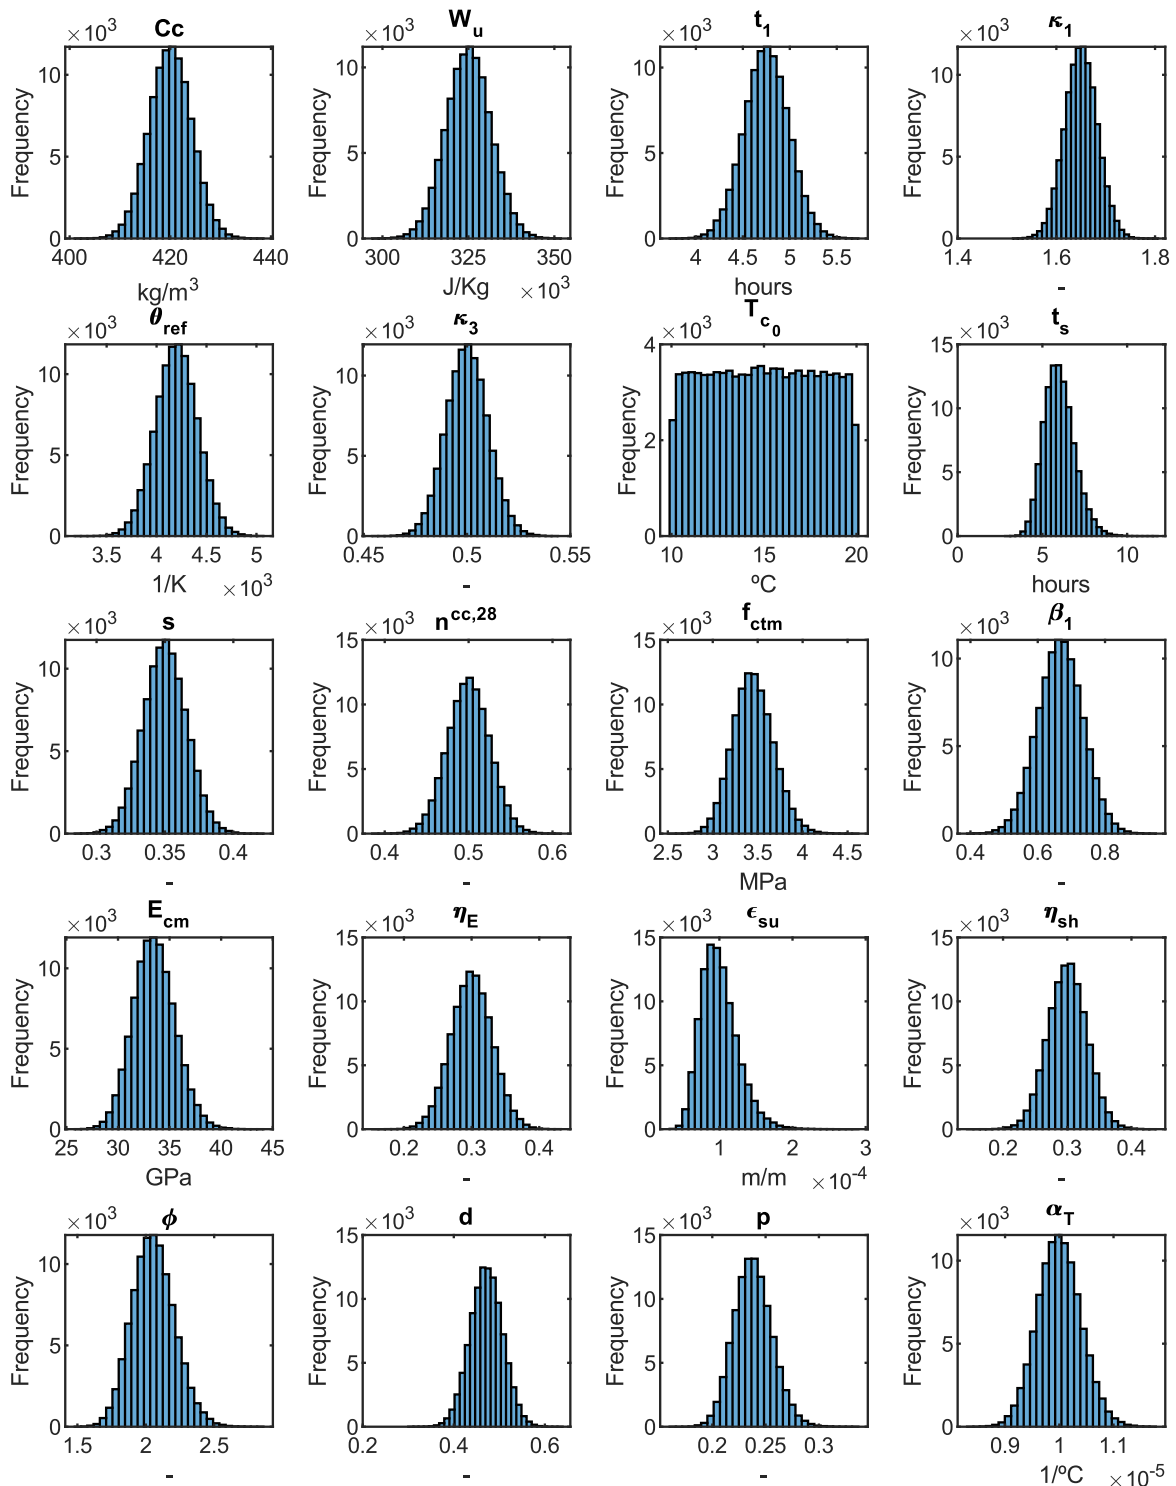 Cc
×10³
Frequency
10
5
0
400 420 440
kg/m³
W_u
×10³
Frequency
10
5
0
300 325 350
J/Kg ×10³
t_1
×10³
Frequency
10
5
0
4 4.5 5 5.5
hours
κ_1
×10³
Frequency
10
5
0
1.4 1.6 1.8
-
θ_ref
×10³
Frequency
10
5
0
3.5 4 4.5 5
1/K ×10³
κ_3
×10³
Frequency
10
5
0
0.45 0.5 0.55
-
T_c_0
×10³
Frequency
4
2
0
10 15 20
ºC
t_s
×10³
Frequency
15
10
5
0
0 5 10
hours
s
×10³
Frequency
10
5
0
0.3 0.35 0.4
-
n^cc,28
×10³
Frequency
15
10
5
0
0.4 0.5 0.6
-
f_ctm
×10³
Frequency
15
10
5
0
2.5 3 3.5 4 4.5
MPa
β_1
×10³
Frequency
10
5
0
0.4 0.6 0.8
-
E_cm
×10³
Frequency
10
5
0
25 30 35 40 45
GPa
η_E
×10³
Frequency
15
10
5
0
0.2 0.3 0.4
-
ϵ_su
×10³
Frequency
15
10
5
0
1 2 3
m/m ×10⁻⁴
η_sh
×10³
Frequency
15
10
5
0
0.2 0.3 0.4
-
ϕ
×10³
Frequency
10
5
0
1.5 2 2.5
-
d
×10³
Frequency
15
10
5
0
0.2 0.4 0.6
-
p
×10³
Frequency
15
10
5
0
0.2 0.25 0.3
-
α_T
×10³
Frequency
10
5
0
0.9 1 1.1
1/ºC ×10⁻⁵